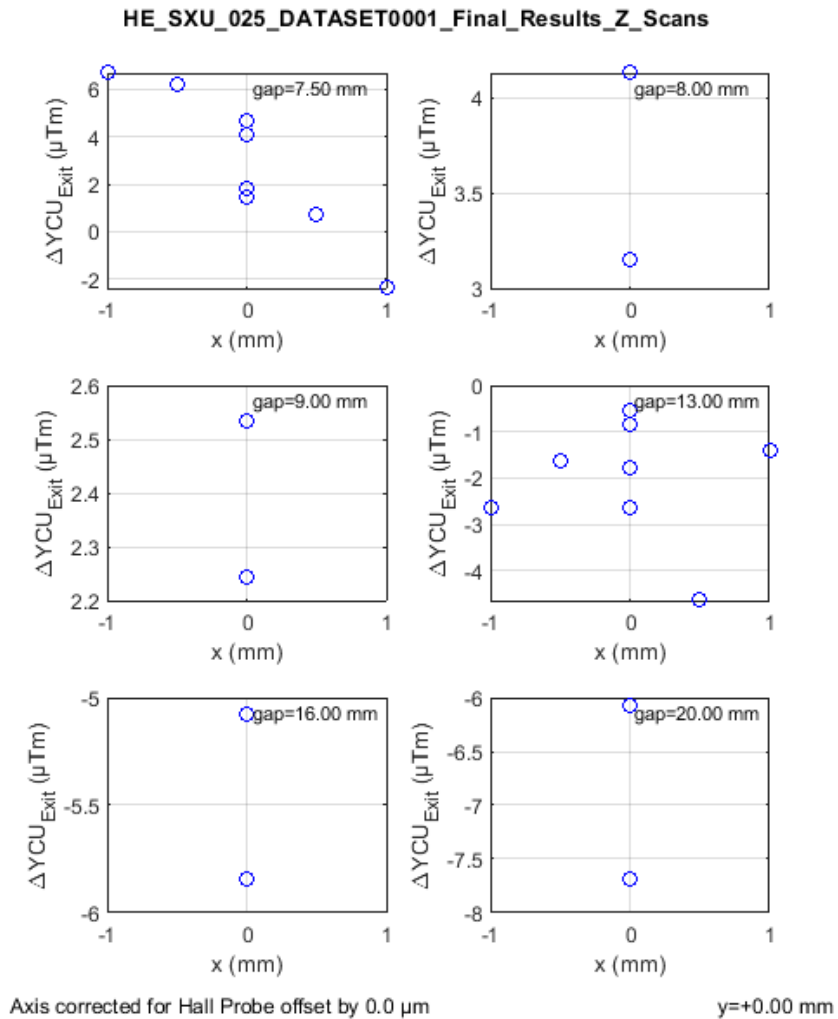 HE_SXU_025_DATASET0001_Final_Results_Z_Scans
gap=7.50 mm
6
4
2
0
-2
ΔYCU_Exit (µTm)
-1
0
1
x (mm)
gap=8.00 mm
4
3.5
3
ΔYCU_Exit (µTm)
-1
0
1
x (mm)
gap=9.00 mm
2.6
2.5
2.4
2.3
2.2
ΔYCU_Exit (µTm)
-1
0
1
x (mm)
gap=13.00 mm
0
-1
-2
-3
-4
ΔYCU_Exit (µTm)
-1
0
1
x (mm)
gap=16.00 mm
-5
-5.5
-6
ΔYCU_Exit (µTm)
-1
0
1
x (mm)
gap=20.00 mm
-6
-6.5
-7
-7.5
-8
ΔYCU_Exit (µTm)
-1
0
1
x (mm)
Axis corrected for Hall Probe offset by 0.0 µm
y=+0.00 mm